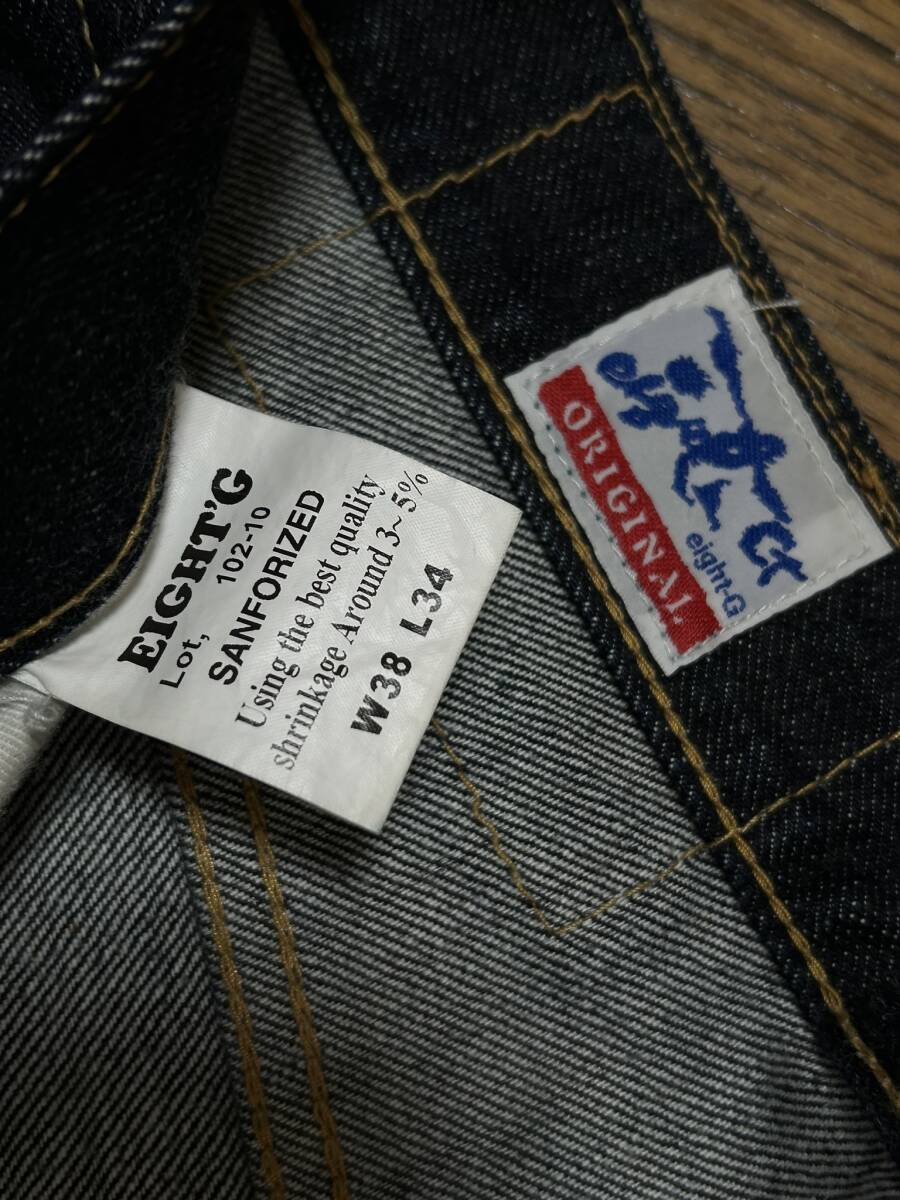 EIGHT'G
Lot, 102-10
SANFORIZED
Using the best quality
shrinkage Around 3~5%
W38 L34
ORIGINAL
eight-G